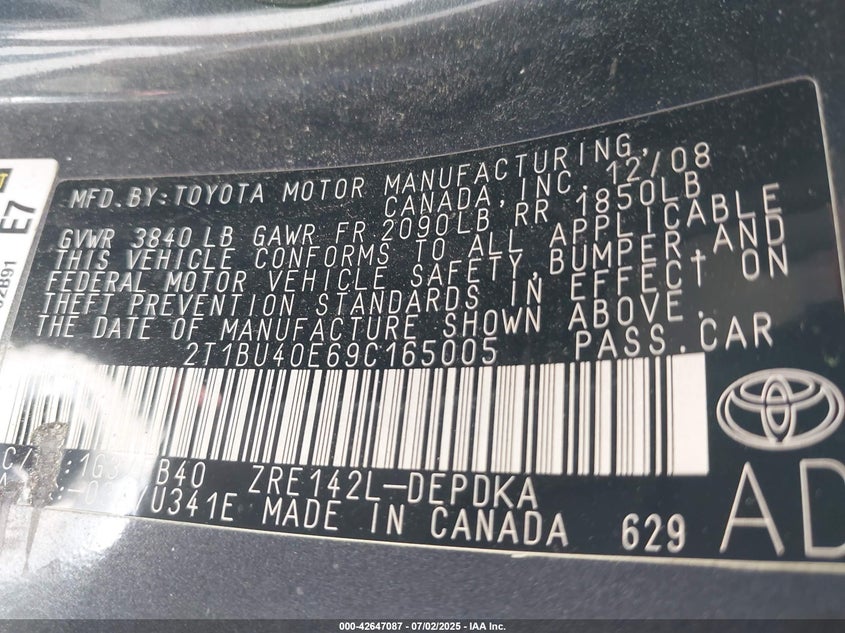 E7
02B91
MFD. BY: TOYOTA MOTOR MANUFACTURING,
CANADA, INC. 12/08
GVWR 3840 LB GAWR FR 2090LB RR 1850LB
THIS VEHICLE CONFORMS TO ALL APPLICABLE
FEDERAL MOTOR VEHICLE SAFETY, BUMPER, AND
THEFT PREVENTION STANDARDS IN EFFECT ON
THE DATE OF MANUFACTURE SHOWN ABOVE.
2T1BU40E69C165005 PASS. CAR
B40 ZRE142L-DEPDKA
/U341E MADE IN CANADA 629
AD
000-42647087 - 07/02/2025 - IAA Inc.